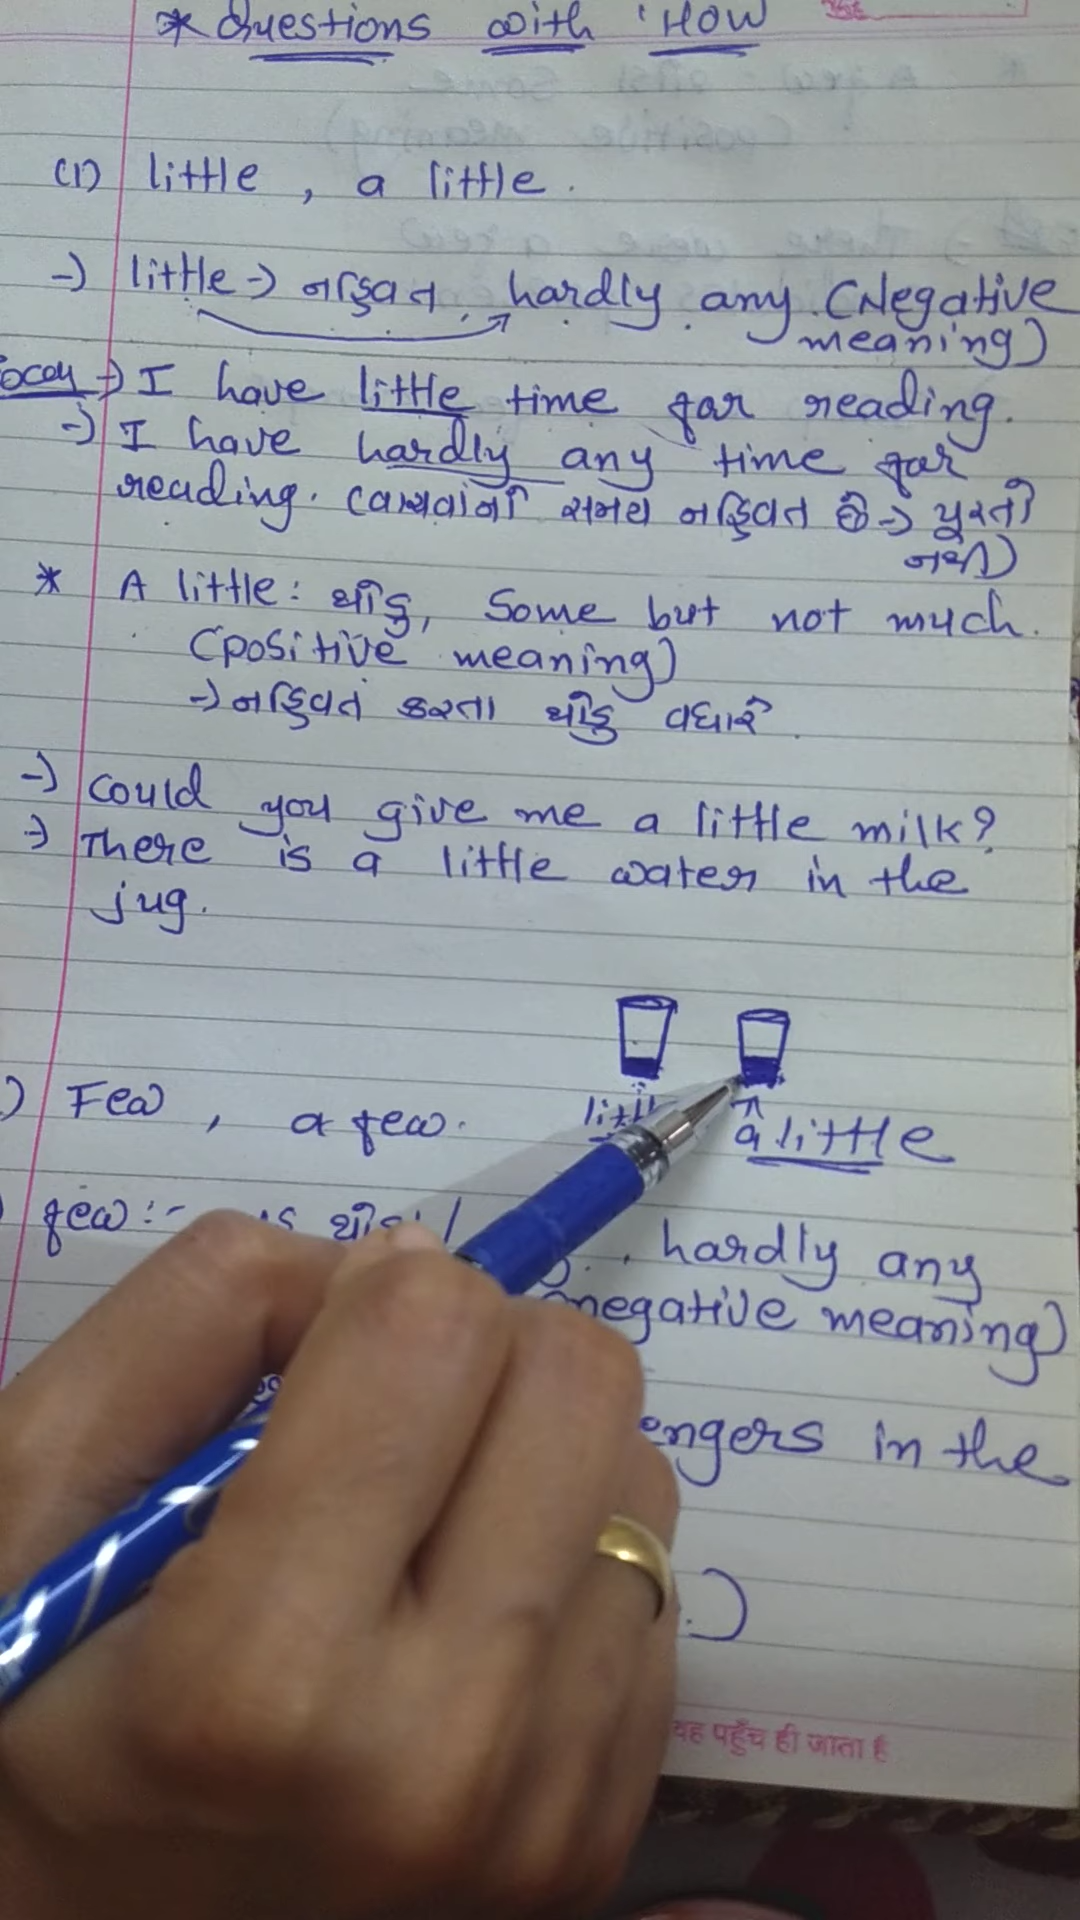 * Questions with 'How
(1) little , a little .
→ little → નહિવત , hardly any (Negative
meaning)
→ I have little time for reading.
→ I have hardly any time for
reading. (વાંચવાનો સમય નહિવત છે → પૂરતો
નથી)
* A little: થોડું, Some but not much.
(positive meaning)
→ નહિવત કરતા થોડું વધારે.
→ Could you give me a little milk?
→ There is a little water in the
jug.
) Few , a few.
a little
few :- hardly any
negative meaning)
engers in the
.)
यह पहुँच ही जाता है